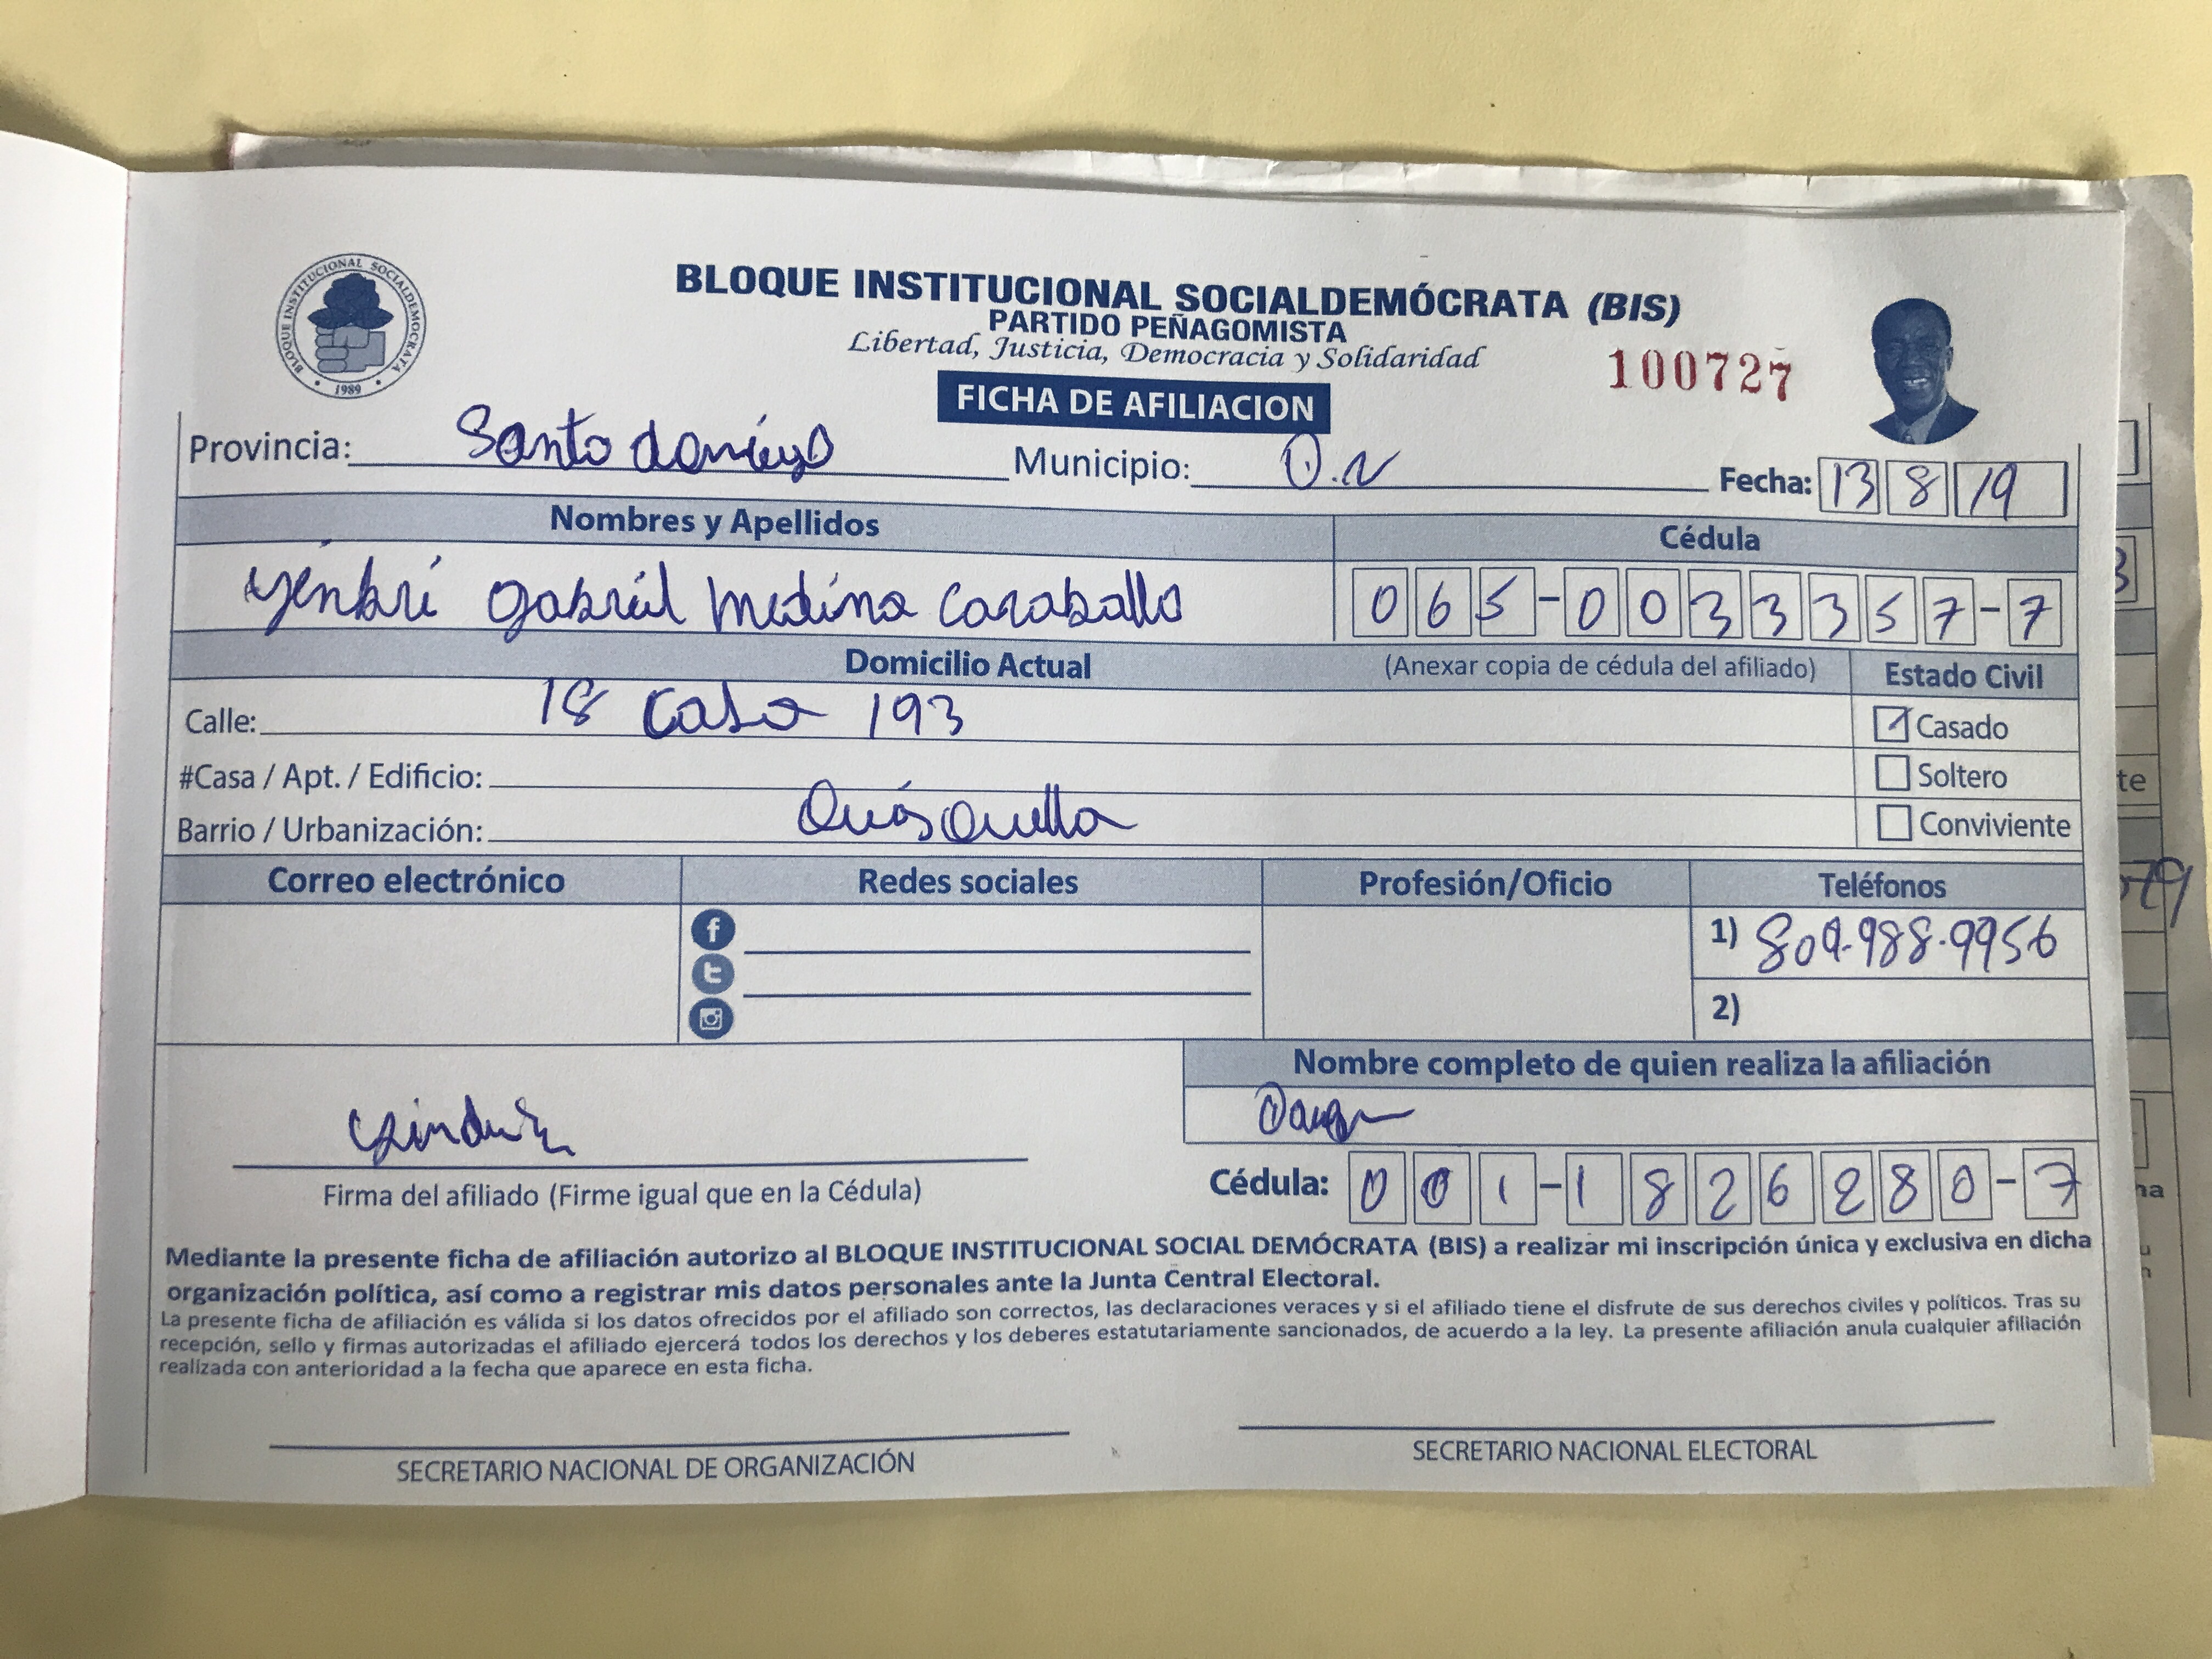 BLOQUE INSTITUCIONAL SOCIALDEMOCRATA
1989
BLOQUE INSTITUCIONAL SOCIALDEMÓCRATA (BIS)
PARTIDO PEÑAGOMISTA
Libertad, Justicia, Democracia y Solidaridad
100727
FICHA DE AFILIACION
Provincia: Santo domingo Municipio: D.N Fecha: 13 8 19
Nombres y Apellidos Cédula
Gabriel Medina Caraballo 065-0033357-7
Domicilio Actual (Anexar copia de cédula del afiliado) Estado Civil
Calle: 18 Casa 193 Casado
#Casa / Apt. / Edificio: Soltero
Barrio / Urbanización: Conviviente
Correo electrónico Redes sociales Profesión/Oficio Teléfonos
1) 809-988-9956
2)
Nombre completo de quien realiza la afiliación
Firma del afiliado (Firme igual que en la Cédula) Cédula: 001-1826280-7
Mediante la presente ficha de afiliación autorizo al BLOQUE INSTITUCIONAL SOCIAL DEMÓCRATA (BIS) a realizar mi inscripción única y exclusiva en dicha
organización política, así como a registrar mis datos personales ante la Junta Central Electoral.
La presente ficha de afiliación es válida si los datos ofrecidos por el afiliado son correctos, las declaraciones veraces y si el afiliado tiene el disfrute de sus derechos civiles y políticos. Tras su
recepción, sello y firmas autorizadas el afiliado ejercerá todos los derechos y los deberes estatutariamente sancionados, de acuerdo a la ley. La presente afiliación anula cualquier afiliación
realizada con anterioridad a la fecha que aparece en esta ficha.
SECRETARIO NACIONAL DE ORGANIZACIÓN SECRETARIO NACIONAL ELECTORAL